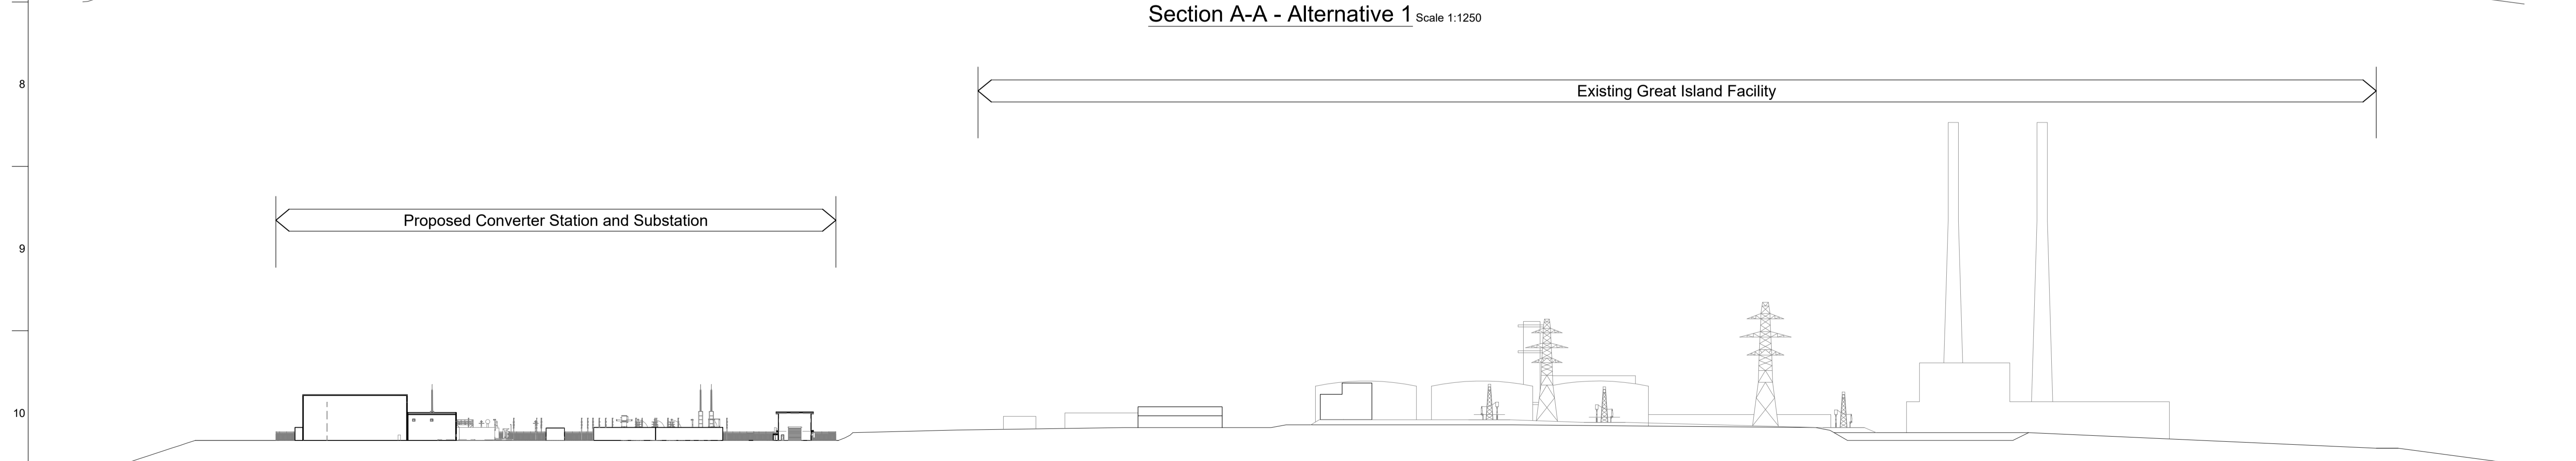 Section A-A - Alternative 1 Scale 1:1250
8
Existing Great Island Facility
Proposed Converter Station and Substation
9
10